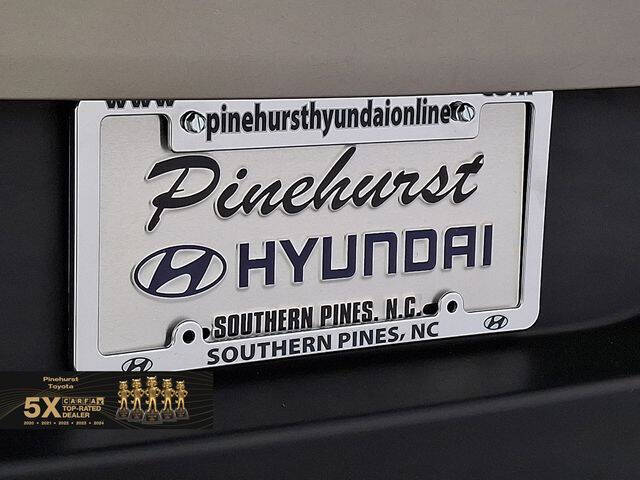 www. .com
pinehursthyundaionline
Pinehurst
HYUNDAI
SOUTHERN PINES, N.C.
SOUTHERN PINES, NC
Pinehurst
Toyota
5X CARFAX
TOP-RATED
DEALER
2020 • 2021 • 2022 • 2023 • 2024